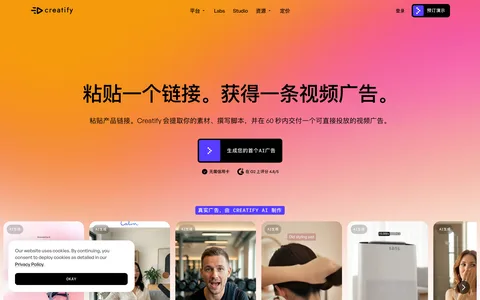 creatify
平台
Labs
Studio
资源
定价
登录
预订演示
粘贴一个链接。获得一条视频广告。
粘贴产品链接。Creatify 会提取你的素材、撰写脚本，并在 60 秒内交付一个可直接投放的视频广告。
生成您的首个AI广告
无需信用卡
在 G2 上评分 4.8/5
真实广告，由 CREATIFY AI 制作
Our website uses cookies. By continuing, you
consent to deploy cookies as detailed in our
Privacy Policy.
OKAY